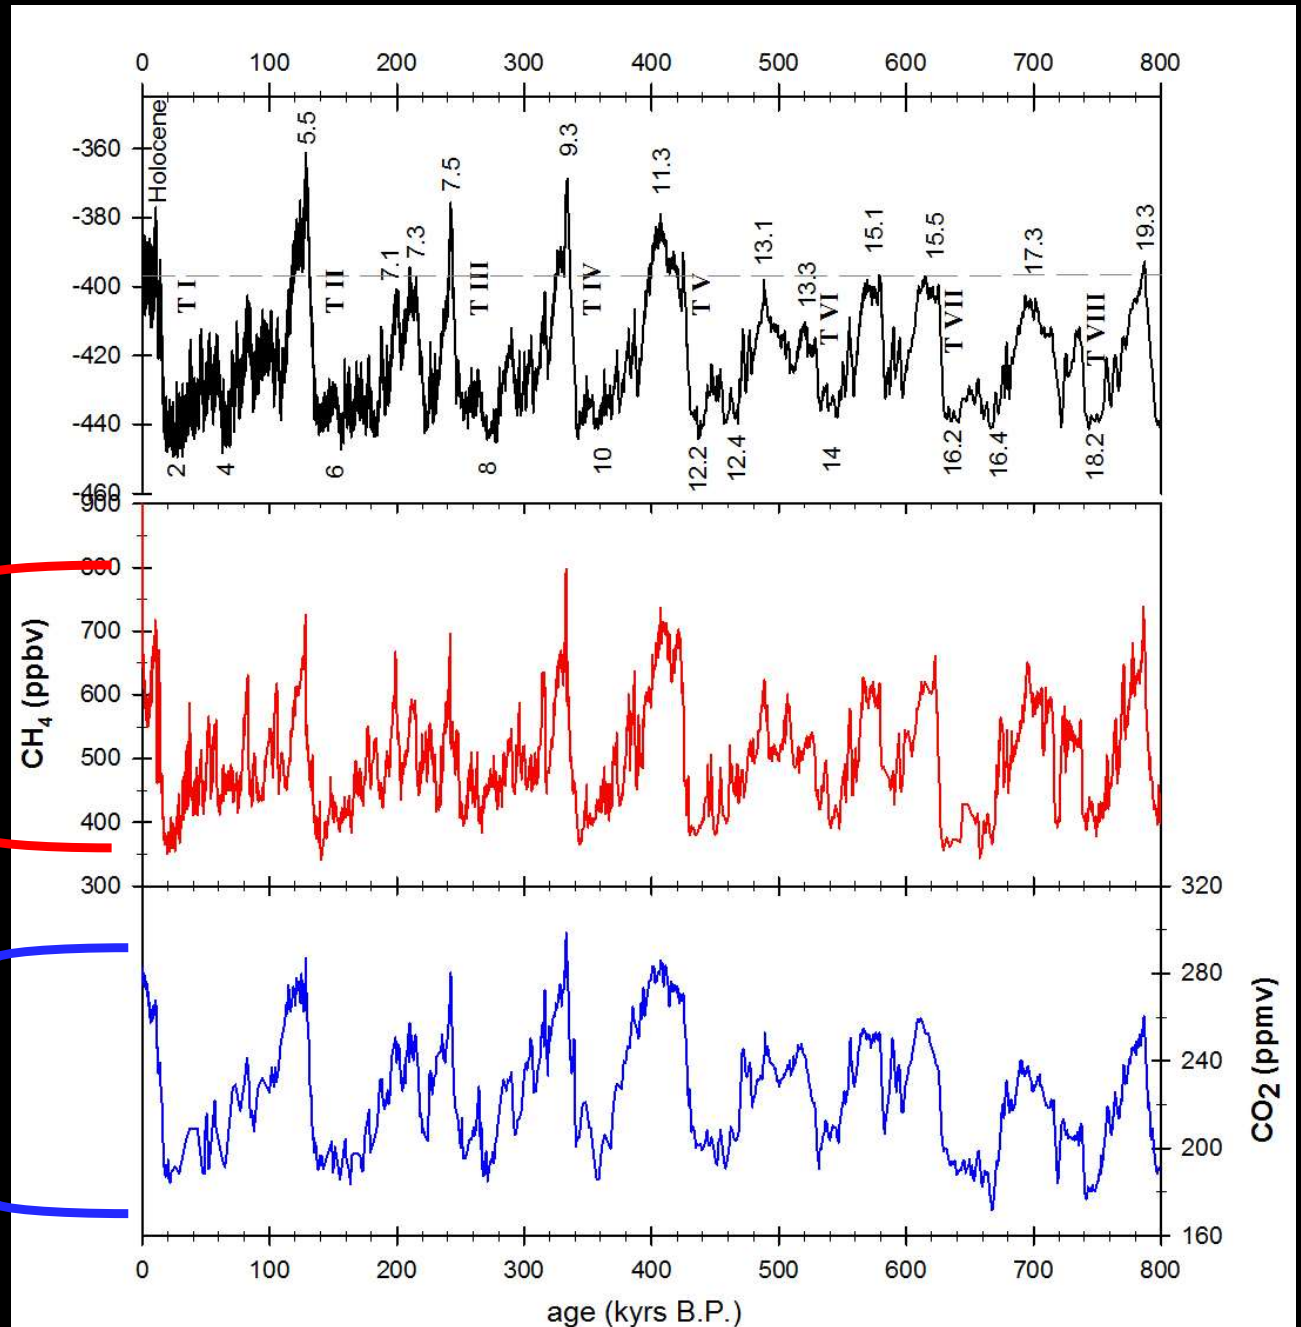 0 100 200 300 400 500 600 700 800
Holocene 5.5 7.1 7.3 7.5 9.3 11.3 13.1 13.3 15.1 15.5 17.3 19.3
-360
-380
-400
-420
-440
-460
T I T II T III T IV T V T VI T VII T VIII
2 4 6 8 10 12.2 12.4 14 16.2 16.4 18.2
900
800
700
600
500
400
300
CH4 (ppbv)
320
280
240
200
160
CO2 (ppmv)
0 100 200 300 400 500 600 700 800
age (kyrs B.P.)